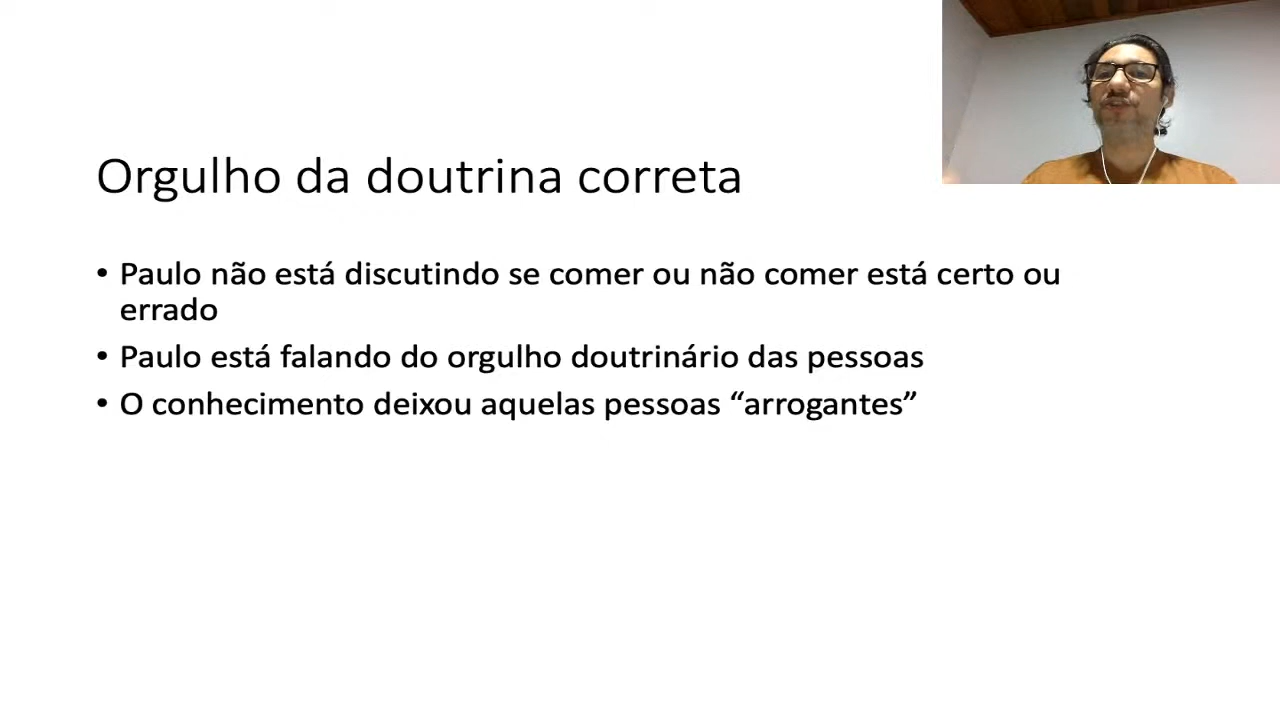 Orgulho da doutrina correta
• Paulo não está discutindo se comer ou não comer está certo ou
errado
• Paulo está falando do orgulho doutrinário das pessoas
• O conhecimento deixou aquelas pessoas “arrogantes”